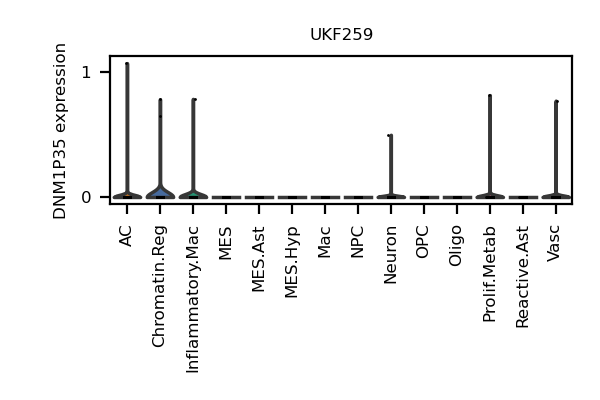 UKF259
DNM1P35 expression
1
0
AC
Chromatin.Reg
Inflammatory.Mac
MES
MES.Ast
MES.Hyp
Mac
NPC
Neuron
OPC
Oligo
Prolif.Metab
Reactive.Ast
Vasc